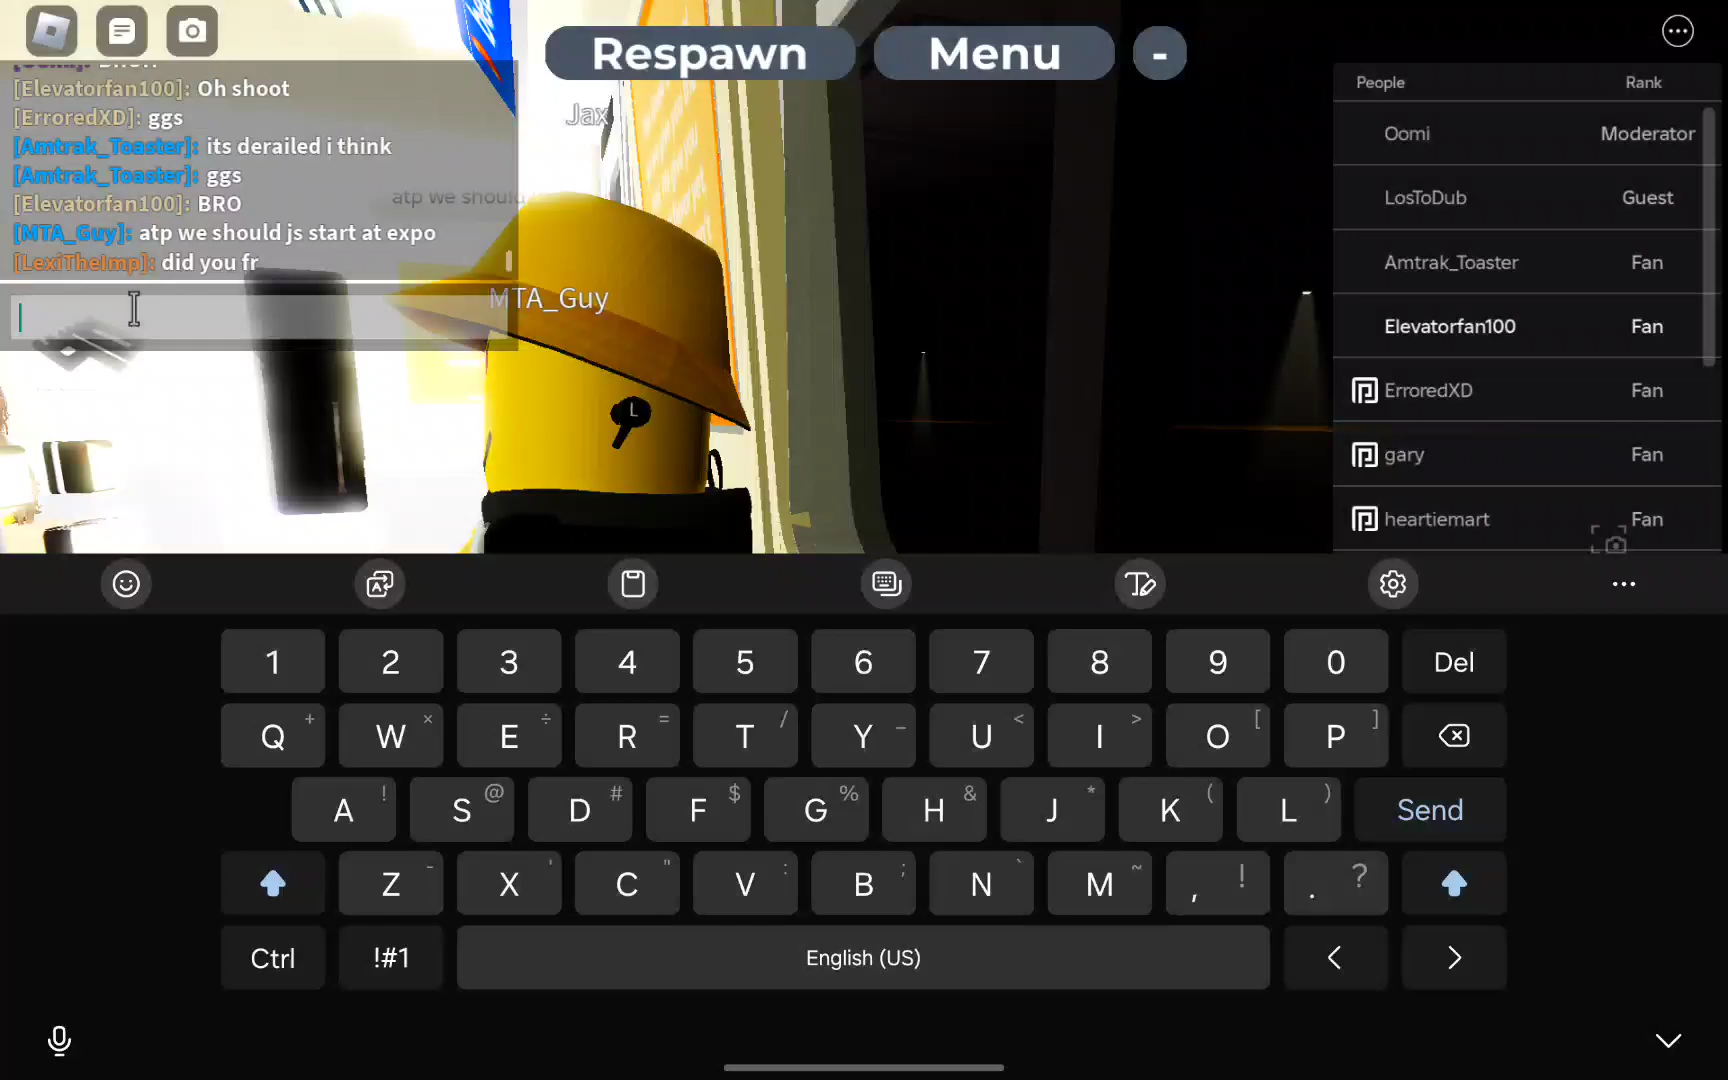 Respawn
Menu
-
[Elevatorfan100]: Oh shoot
[ErroredXD]: ggs
[Amtrak_Toaster]: its derailed i think
[Amtrak_Toaster]: ggs
[Elevatorfan100]: BRO
[MTA_Guy]: atp we should js start at expo
[LexiTheImp]: did you fr
Jax
atp we should
MTA_Guy
L
People Rank
Oomi Moderator
LosToDub Guest
Amtrak_Toaster Fan
Elevatorfan100 Fan
ErroredXD Fan
gary Fan
heartiemart Fan
1 2 3 4 5 6 7 8 9 0 Del
Q + W × E ÷ R = T / Y _ U < I > O [ P ]
A ! S @ D # F $ G % H & J * K ( L ) Send
Z - X ' C " V : B ; N ` M ~ , ! . ?
Ctrl !#1 English (US) < >